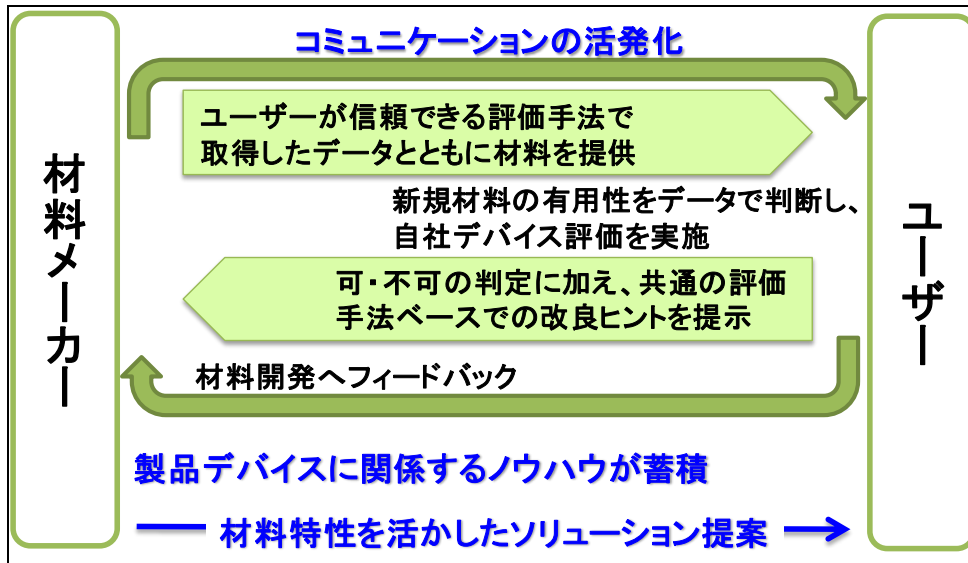 コミュニケーションの活発化
材料メーカー
ユーザーが信頼できる評価手法で
取得したデータとともに材料を提供
新規材料の有用性をデータで判断し、
自社デバイス評価を実施
可・不可の判定に加え、共通の評価
手法ベースでの改良ヒントを提示
材料開発へフィードバック
ユーザー
製品デバイスに関係するノウハウが蓄積
材料特性を活かしたソリューション提案